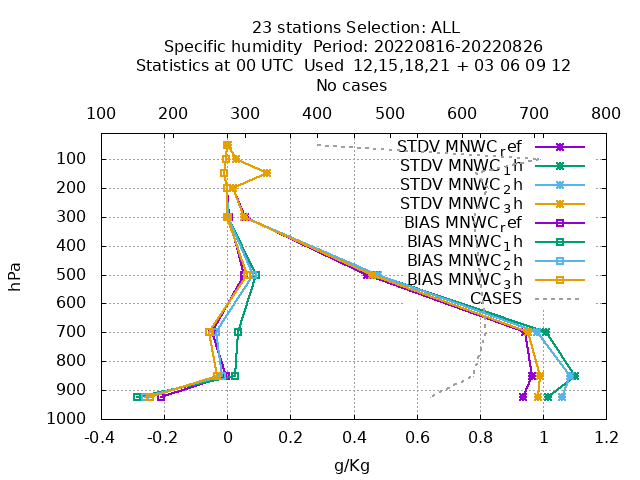 23 stations Selection: ALL
Specific humidity  Period: 20220816-20220826
Statistics at 00 UTC  Used  12,15,18,21 + 03 06 09 12
No cases
100 200 300 400 500 600 700 800
STDV MNWC_ref
STDV MNWC_1h
STDV MNWC_2h
STDV MNWC_3h
BIAS MNWC_ref
BIAS MNWC_1h
BIAS MNWC_2h
BIAS MNWC_3h
CASES
hPa
100
200
300
400
500
600
700
800
900
1000
-0.4 -0.2 0 0.2 0.4 0.6 0.8 1 1.2
g/Kg